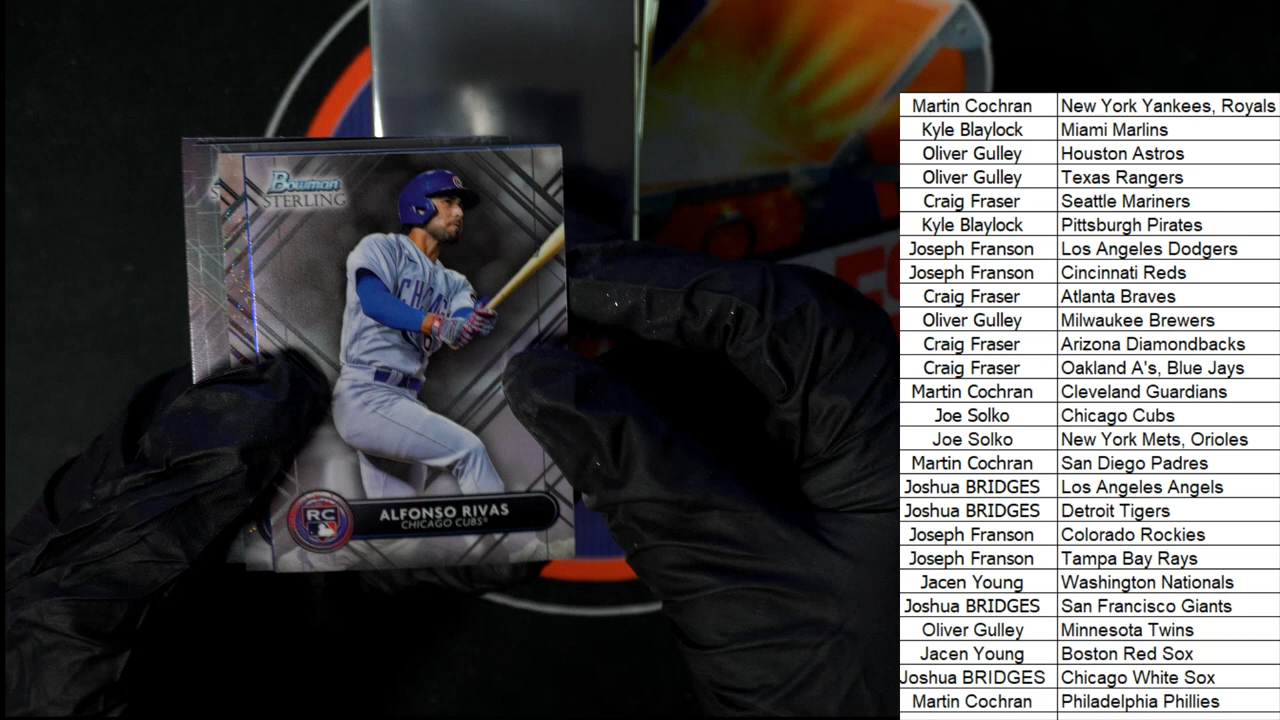 Bowman
STERLING
CHICA
RC
ALFONSO RIVAS
CHICAGO CUBS®
Martin Cochran New York Yankees, Royals
Kyle Blaylock Miami Marlins
Oliver Gulley Houston Astros
Oliver Gulley Texas Rangers
Craig Fraser Seattle Mariners
Kyle Blaylock Pittsburgh Pirates
Joseph Franson Los Angeles Dodgers
Joseph Franson Cincinnati Reds
Craig Fraser Atlanta Braves
Oliver Gulley Milwaukee Brewers
Craig Fraser Arizona Diamondbacks
Craig Fraser Oakland A's, Blue Jays
Martin Cochran Cleveland Guardians
Joe Solko Chicago Cubs
Joe Solko New York Mets, Orioles
Martin Cochran San Diego Padres
Joshua BRIDGES Los Angeles Angels
Joshua BRIDGES Detroit Tigers
Joseph Franson Colorado Rockies
Joseph Franson Tampa Bay Rays
Jacen Young Washington Nationals
Joshua BRIDGES San Francisco Giants
Oliver Gulley Minnesota Twins
Jacen Young Boston Red Sox
Joshua BRIDGES Chicago White Sox
Martin Cochran Philadelphia Phillies